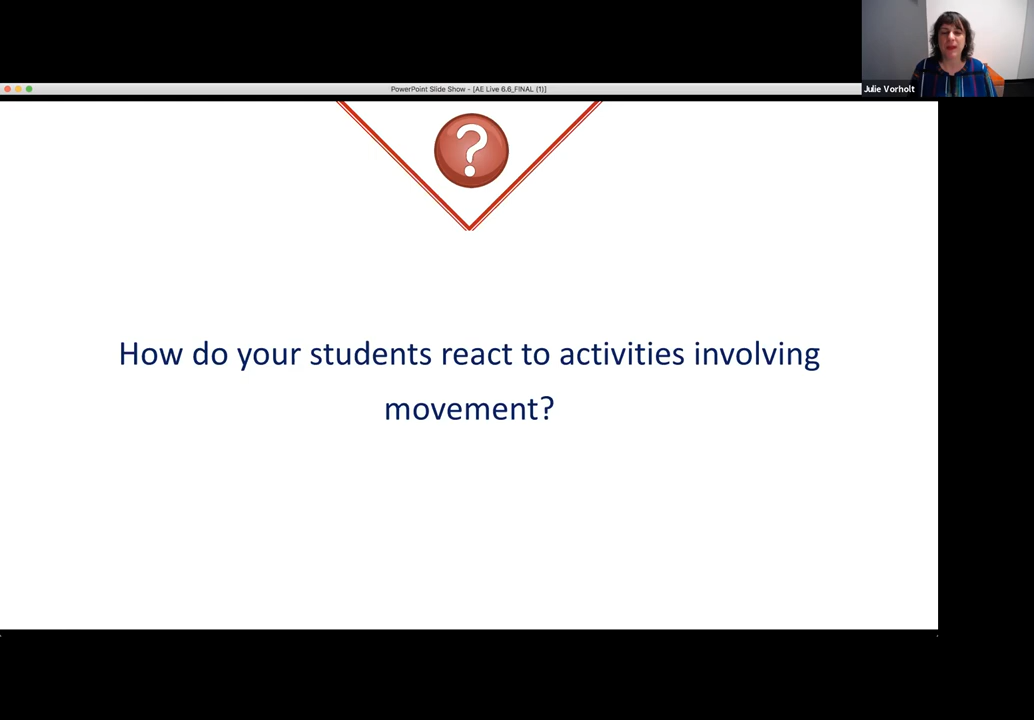 Julie Vorholt
PowerPoint Slide Show - [AE Live 6.6_FINAL (1)]
?
How do your students react to activities involving
movement?